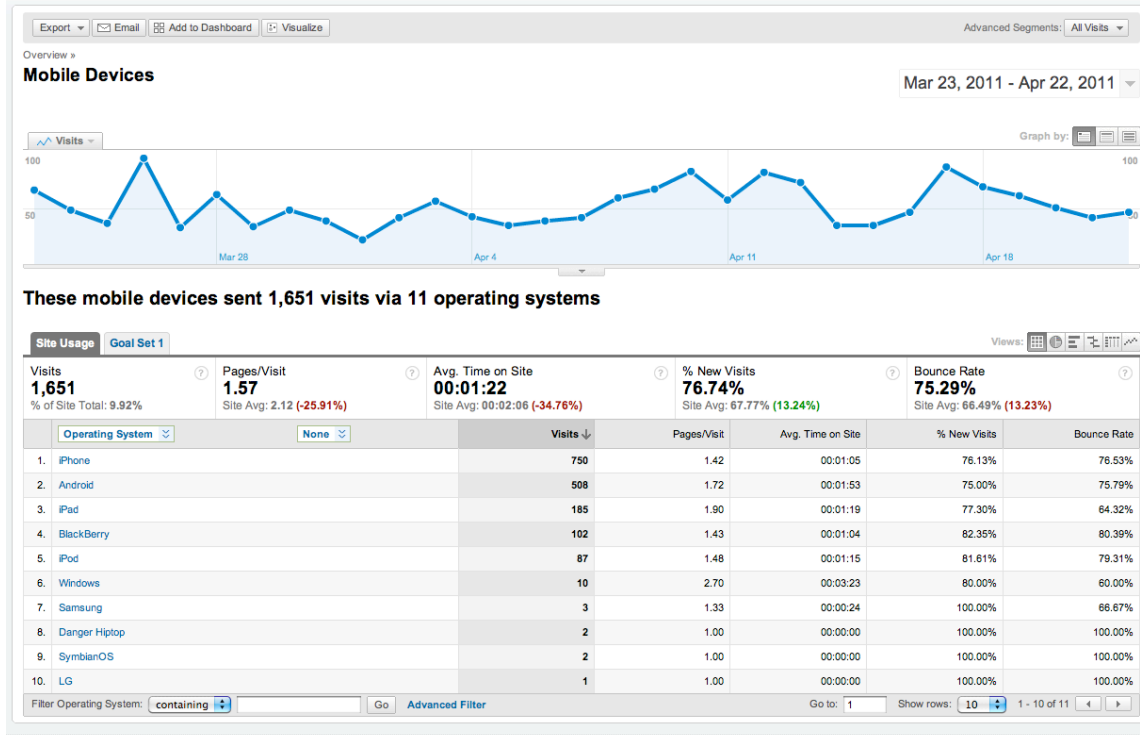 Export Email Add to Dashboard Visualize Advanced Segments: All Visits
Overview »
Mobile Devices
Mar 23, 2011 - Apr 22, 2011
Visits Graph by:
100 100
50 50
Mar 28 Apr 4 Apr 11 Apr 18
These mobile devices sent 1,651 visits via 11 operating systems
Site Usage Goal Set 1 Views:
Visits ? Pages/Visit ? Avg. Time on Site ? % New Visits ? Bounce Rate ?
1,651 1.57 00:01:22 76.74% 75.29%
% of Site Total: 9.92% Site Avg: 2.12 (-25.91%) Site Avg: 00:02:06 (-34.76%) Site Avg: 67.77% (13.24%) Site Avg: 66.49% (13.23%)
Operating System None Visits Pages/Visit Avg. Time on Site % New Visits Bounce Rate
1. iPhone 750 1.42 00:01:05 76.13% 76.53%
2. Android 508 1.72 00:01:53 75.00% 75.79%
3. iPad 185 1.90 00:01:19 77.30% 64.32%
4. BlackBerry 102 1.43 00:01:04 82.35% 80.39%
5. iPod 87 1.48 00:01:15 81.61% 79.31%
6. Windows 10 2.70 00:03:23 80.00% 60.00%
7. Samsung 3 1.33 00:00:24 100.00% 66.67%
8. Danger Hiptop 2 1.00 00:00:00 100.00% 100.00%
9. SymbianOS 2 1.00 00:00:00 100.00% 100.00%
10. LG 1 1.00 00:00:00 100.00% 100.00%
Filter Operating System: containing Go Advanced Filter Go to: 1 Show rows: 10 1 - 10 of 11